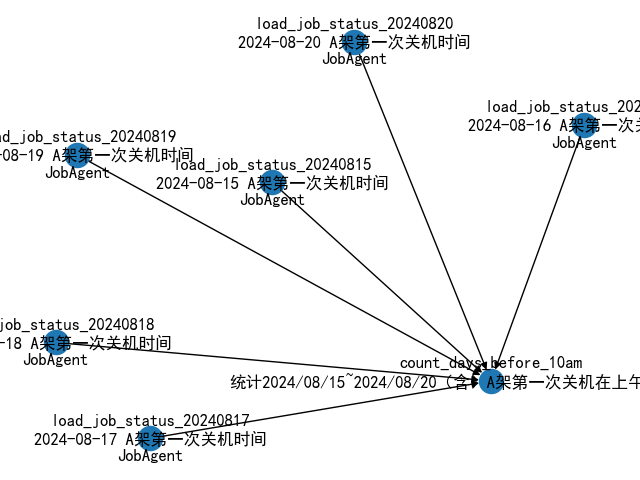 load_job_status_20240820
2024-08-20 A架第一次关机时间
JobAgent
load_job_status_202
2024-08-16 A架第一次关
JobAgent
ad_job_status_20240819
-08-19 A架第一次关机时间
JobAgent
load_job_status_20240815
2024-08-15 A架第一次关机时间
JobAgent
job_status_20240818
-18 A架第一次关机时间
JobAgent
count_days_before_10am
统计2024/08/15~2024/08/20（含） A架第一次关机在上午
load_job_status_20240817
2024-08-17 A架第一次关机时间
JobAgent